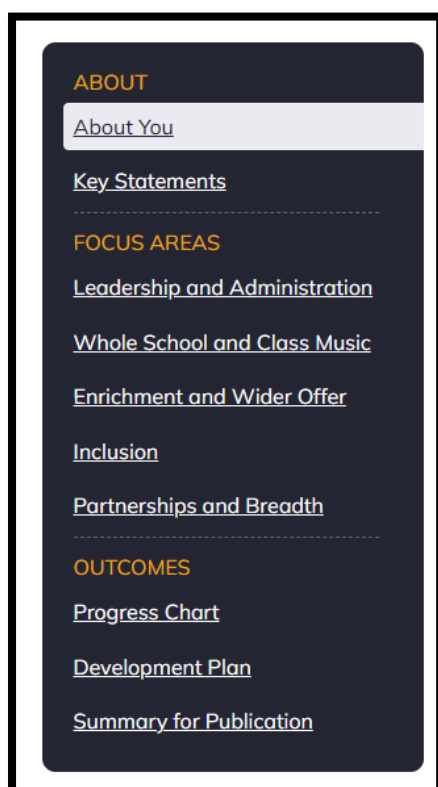 ABOUT
About You
Key Statements
FOCUS AREAS
Leadership and Administration
Whole School and Class Music
Enrichment and Wider Offer
Inclusion
Partnerships and Breadth
OUTCOMES
Progress Chart
Development Plan
Summary for Publication